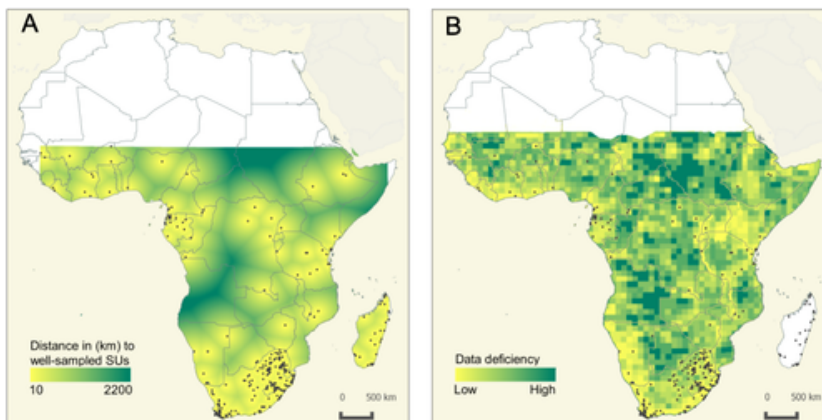 A
B
Distance in (km) to
well-sampled SUs
10
2200
0
500 km
Data deficiency
Low
High
0
500 km